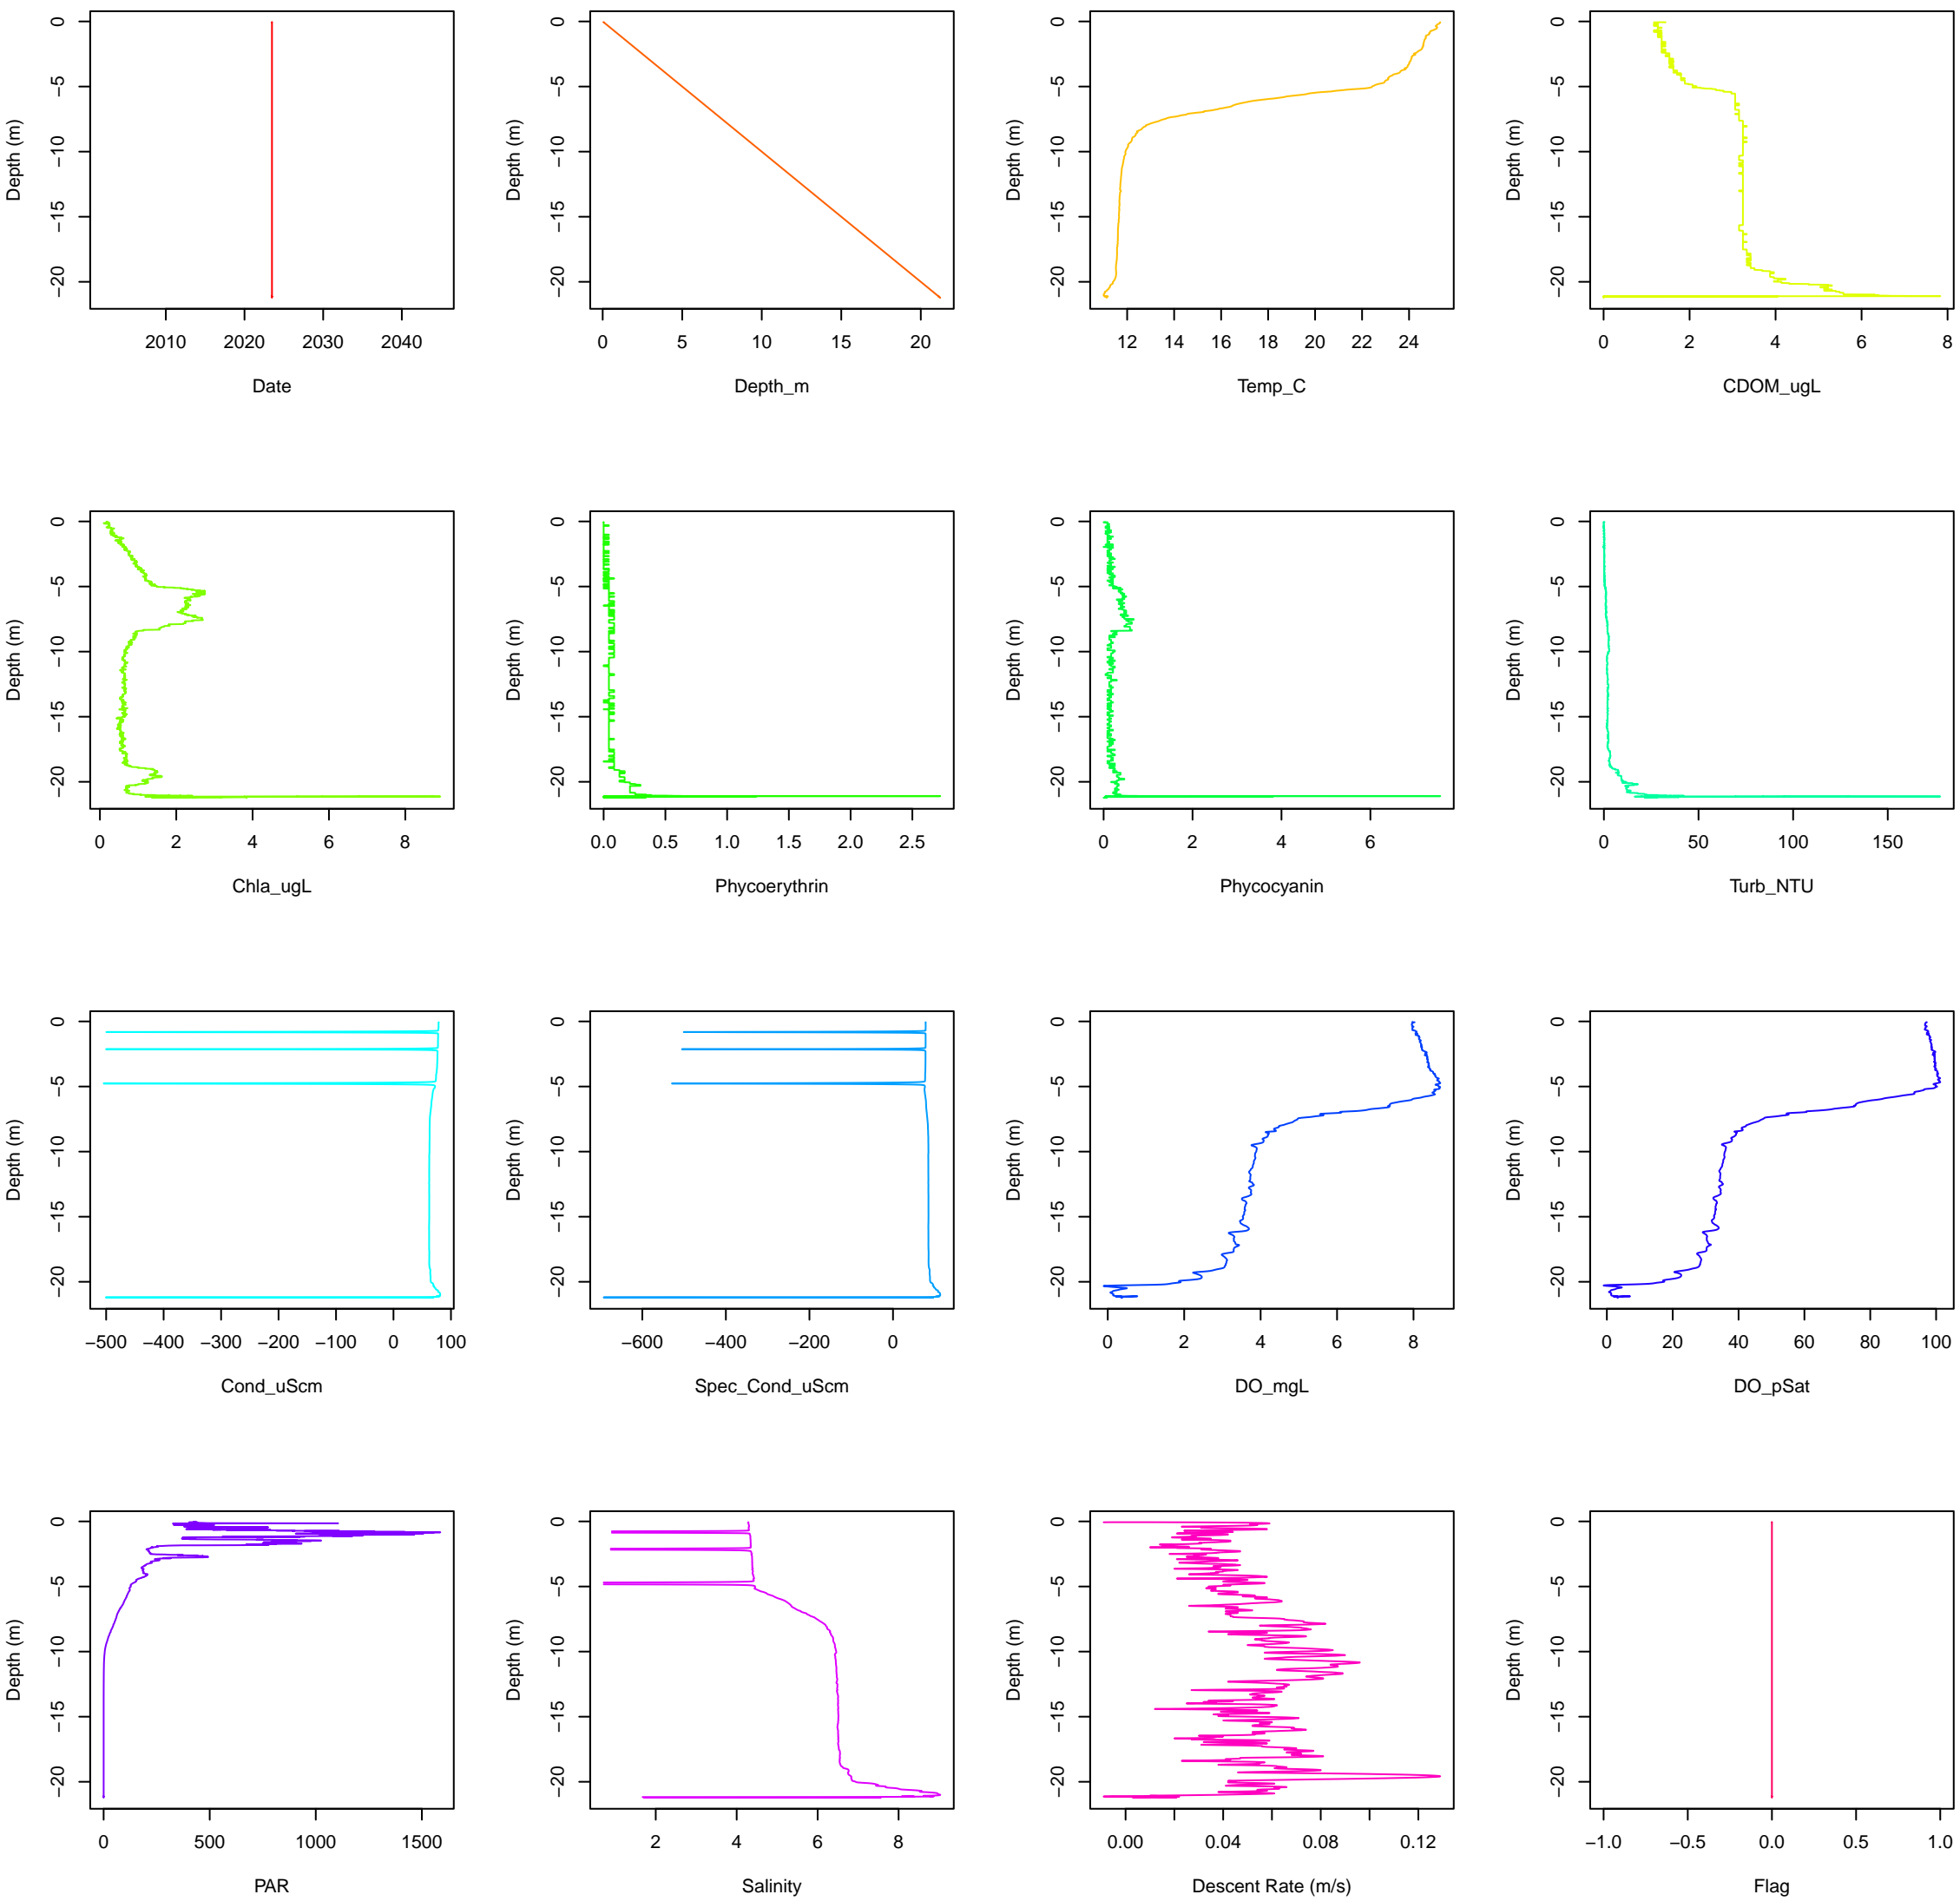 Depth (m) Depth (m) Depth (m) Depth (m)
0 0 0 0
−5 −5 −5 −5
−10 −10 −10 −10
−15 −15 −15 −15
−20 −20 −20 −20
2010 2020 2030 2040 0 5 10 15 20 12 14 16 18 20 22 24 0 2 4 6 8
Date Depth_m Temp_C CDOM_ugL
Depth (m) Depth (m) Depth (m) Depth (m)
0 0 0 0
−5 −5 −5 −5
−10 −10 −10 −10
−15 −15 −15 −15
−20 −20 −20 −20
0 2 4 6 8 0.0 0.5 1.0 1.5 2.0 2.5 0 2 4 6 0 50 100 150
Chla_ugL Phycoerythrin Phycocyanin Turb_NTU
Depth (m) Depth (m) Depth (m) Depth (m)
0 0 0 0
−5 −5 −5 −5
−10 −10 −10 −10
−15 −15 −15 −15
−20 −20 −20 −20
−500 −400 −300 −200 −100 0 100 −600 −400 −200 0 0 2 4 6 8 0 20 40 60 80 100
Cond_uScm Spec_Cond_uScm DO_mgL DO_pSat
Depth (m) Depth (m) Depth (m) Depth (m)
0 0 0 0
−5 −5 −5 −5
−10 −10 −10 −10
−15 −15 −15 −15
−20 −20 −20 −20
0 500 1000 1500 2 4 6 8 0.00 0.04 0.08 0.12 −1.0 −0.5 0.0 0.5 1.0
PAR Salinity Descent Rate (m/s) Flag